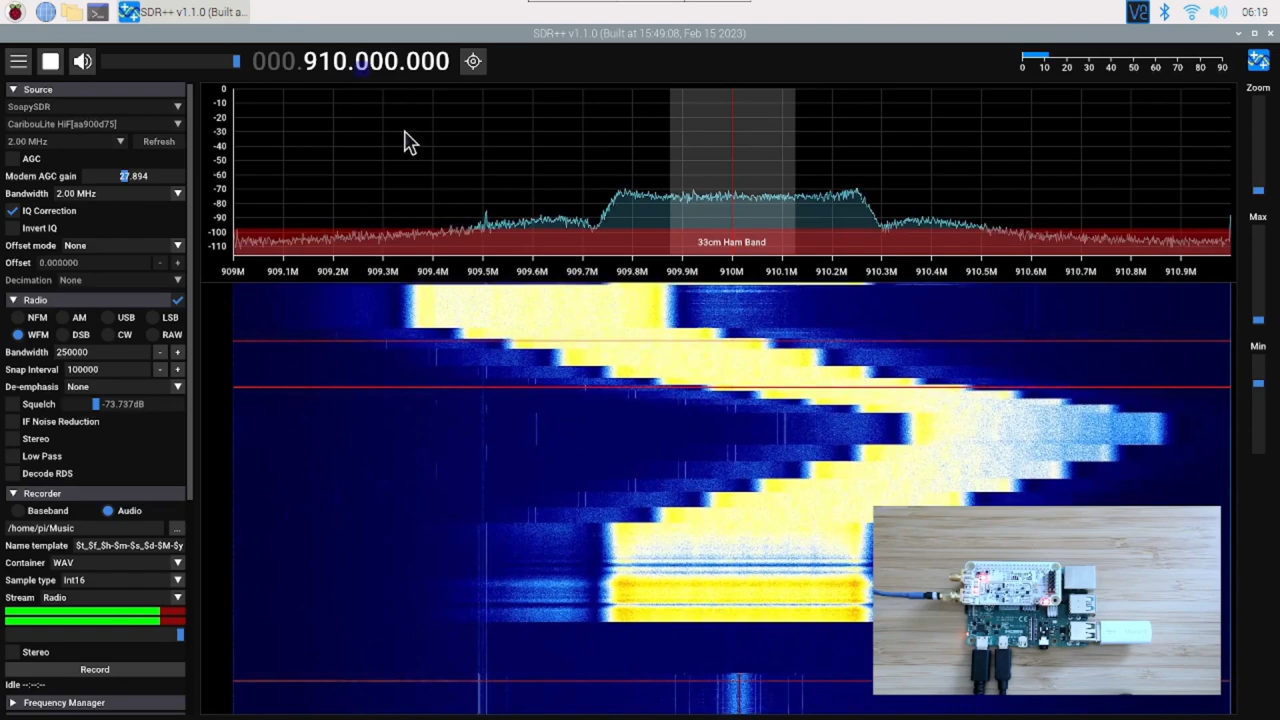 SDR++ v1.1.0 (Built a...
V2
06:19
SDR++ v1.1.0 (Built at 15:49:08, Feb 15 2023)
000.910.000.000
0 10 20 30 40 50 60 70 80 90
Source
SoapySDR
CaribouLite HiF[aa900d75]
2.00 MHz Refresh
AGC
Modem AGC gain 27.894
Bandwidth 2.00 MHz
IQ Correction
Invert IQ
Offset mode None
Offset 0.000000 - +
Decimation None
Radio
NFM AM USB LSB
WFM DSB CW RAW
Bandwidth 250000 - +
Snap Interval 100000 - +
De-emphasis None
Squelch -73.737dB
IF Noise Reduction
Stereo
Low Pass
Decode RDS
Recorder
Baseband Audio
/home/pi/Music ...
Name template $t_$f_$h-$m-$s_$d-$M-$y
Container WAV
Sample type Int16
Stream Radio
Stereo
Record
Idle --:--:--
Frequency Manager
0
-10
-20
-30
-40
-50
-60
-70
-80
-90
-100
-110
33cm Ham Band
909M 909.1M 909.2M 909.3M 909.4M 909.5M 909.6M 909.7M 909.8M 909.9M 910M 910.1M 910.2M 910.3M 910.4M 910.5M 910.6M 910.7M 910.8M 910.9M
Zoom
Max
Min